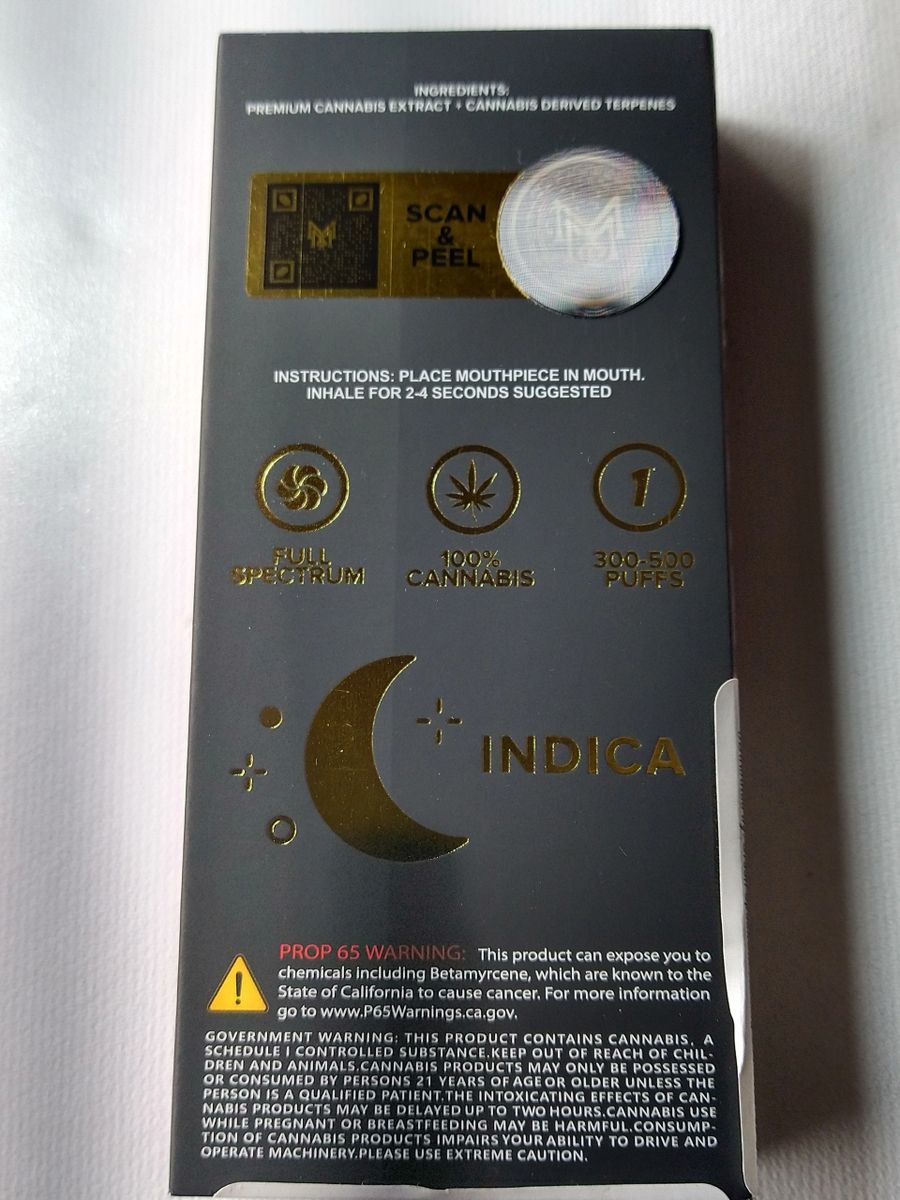 INGREDIENTS:
PREMIUM CANNABIS EXTRACT + CANNABIS DERIVED TERPENES
SCAN
&
PEEL
INSTRUCTIONS: PLACE MOUTHPIECE IN MOUTH.
INHALE FOR 2-4 SECONDS SUGGESTED
1
FULL
SPECTRUM
100%
CANNABIS
300-500
PUFFS
INDICA
PROP 65 WARNING: This product can expose you to
chemicals including Betamyrcene, which are known to the
State of California to cause cancer. For more information
go to www.P65Warnings.ca.gov.
GOVERNMENT WARNING: THIS PRODUCT CONTAINS CANNABIS, A
SCHEDULE I CONTROLLED SUBSTANCE.KEEP OUT OF REACH OF CHIL-
DREN AND ANIMALS.CANNABIS PRODUCTS MAY ONLY BE POSSESSED
OR CONSUMED BY PERSONS 21 YEARS OF AGE OR OLDER UNLESS THE
PERSON IS A QUALIFIED PATIENT.THE INTOXICATING EFFECTS OF CAN-
NABIS PRODUCTS MAY BE DELAYED UP TO TWO HOURS.CANNABIS USE
WHILE PREGNANT OR BREASTFEEDING MAY BE HARMFUL.CONSUMP-
TION OF CANNABIS PRODUCTS IMPAIRS YOUR ABILITY TO DRIVE AND
OPERATE MACHINERY.PLEASE USE EXTREME CAUTION.